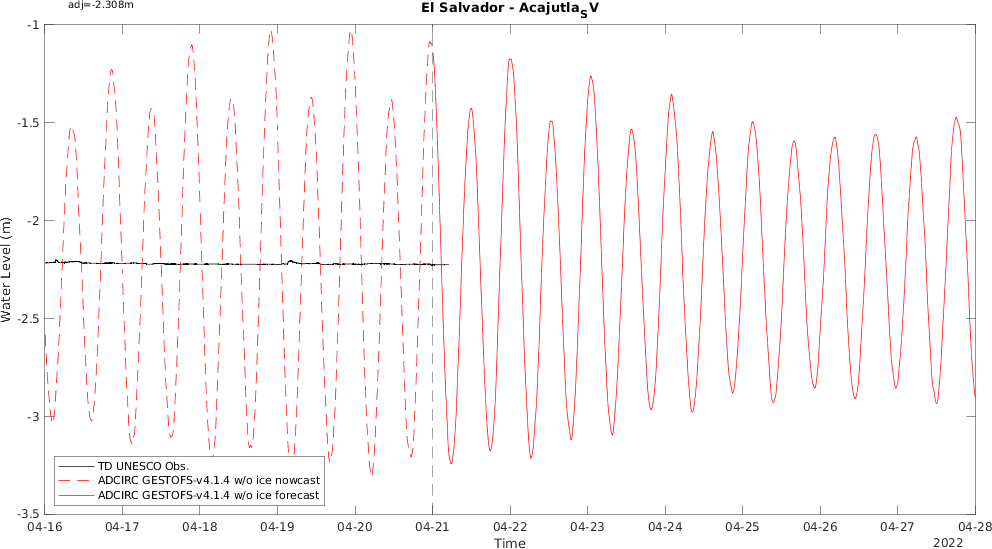 adj=-2.308m
El Salvador - AcajutlaSV
Water Level (m)
-1
-1.5
-2
-2.5
-3
-3.5
TD UNESCO Obs.
ADCIRC GESTOFS-v4.1.4 w/o ice nowcast
ADCIRC GESTOFS-v4.1.4 w/o ice forecast
04-16 04-17 04-18 04-19 04-20 04-21 04-22 04-23 04-24 04-25 04-26 04-27 04-28
Time
2022